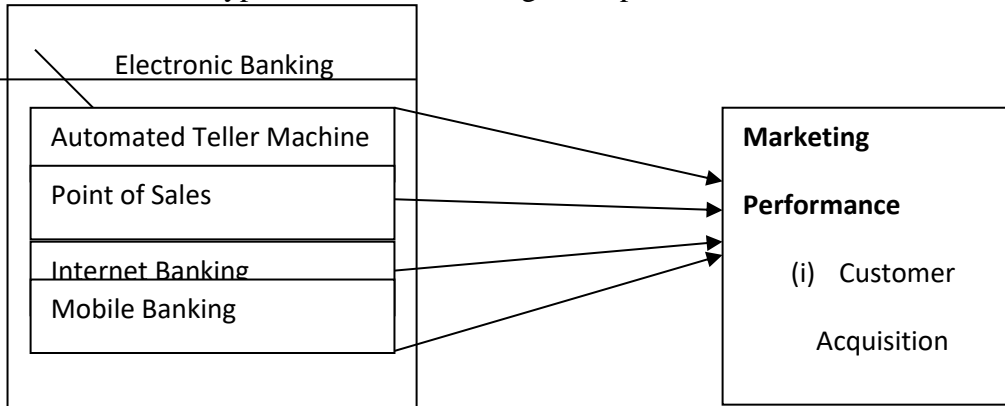 Electronic Banking
Automated Teller Machine
Point of Sales
Internet Banking
Mobile Banking
Marketing
Performance
(i) Customer
Acquisition